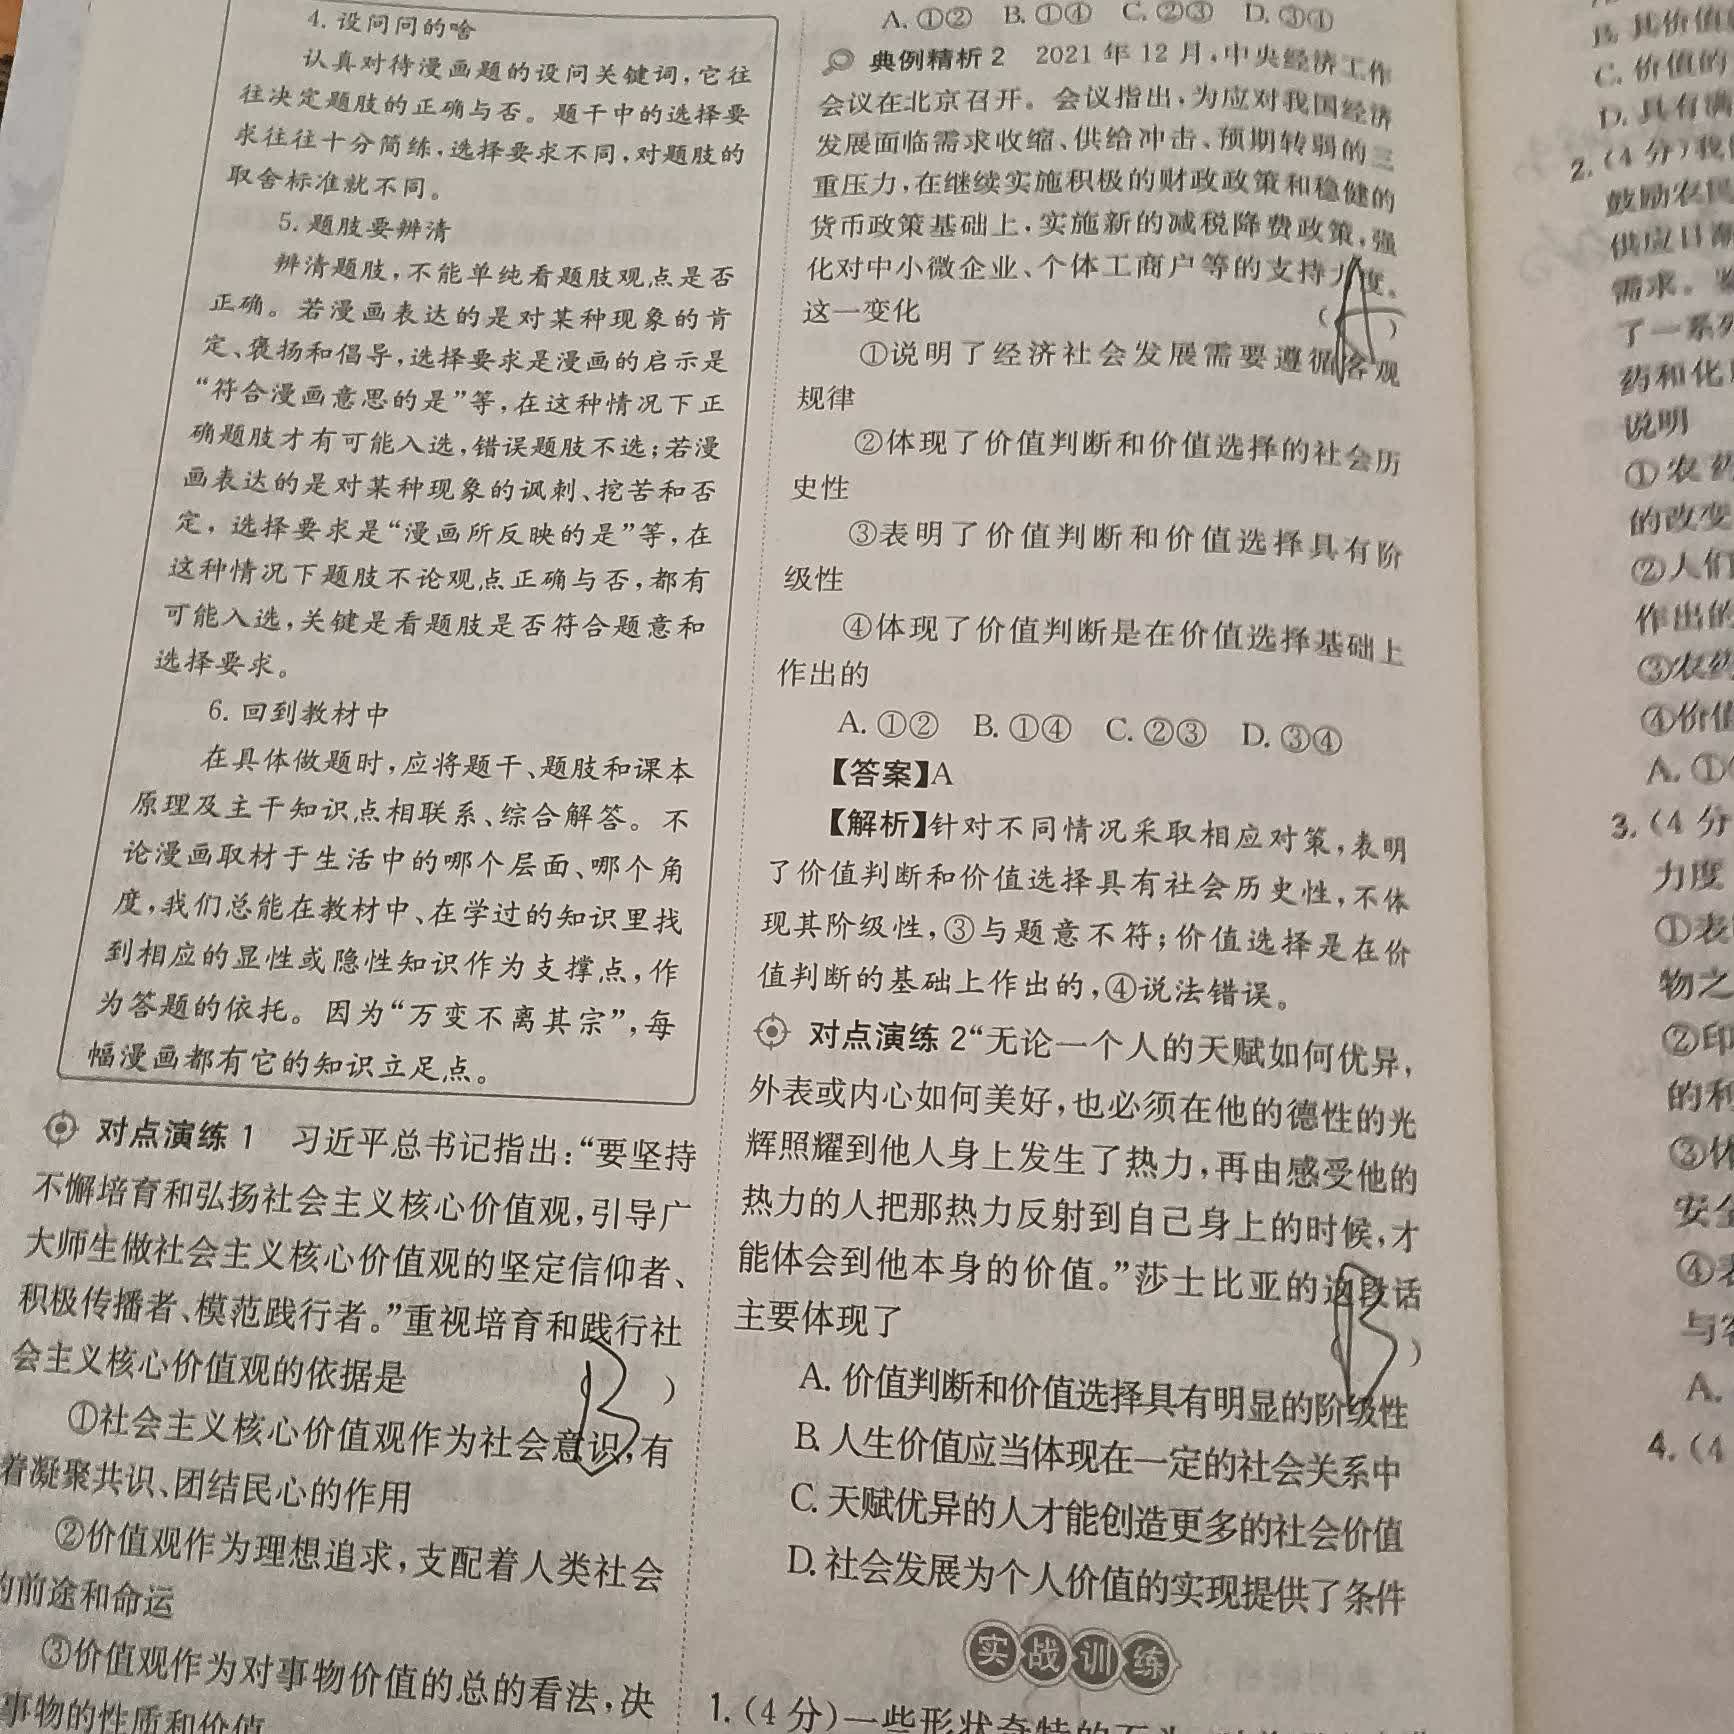 4. 设问问的啥
认真对待漫画题的设问关键词，它往
往决定题肢的正确与否。题干中的选择要
求往往十分简练，选择要求不同，对题肢的
取舍标准就不同。
5. 题肢要辨清
辨清题肢，不能单纯看题肢观点是否
正确。若漫画表达的是对某种现象的肯
定、褒扬和倡导，选择要求是漫画的启示是
“符合漫画意思的是”等，在这种情况下正
确题肢才有可能入选，错误题肢不选；若漫
画表达的是对某种现象的讽刺、挖苦和否
定，选择要求是“漫画所反映的是”等，在
这种情况下题肢不论观点正确与否，都有
可能入选，关键是看题肢是否符合题意和
选择要求。
6. 回到教材中
在具体做题时，应将题干、题肢和课本
原理及主干知识点相联系、综合解答。不
论漫画取材于生活中的哪个层面、哪个角
度，我们总能在教材中、在学过的知识里找
到相应的显性或隐性知识作为支撑点，作
为答题的依托。因为“万变不离其宗”，每
幅漫画都有它的知识立足点。
对点演练 1 习近平总书记指出：“要坚持
不懈培育和弘扬社会主义核心价值观，引导广
大师生做社会主义核心价值观的坚定信仰者、
积极传播者、模范践行者。”重视培育和践行社
会主义核心价值观的依据是 （B）
①社会主义核心价值观作为社会意识，有
着凝聚共识、团结民心的作用
②价值观作为理想追求，支配着人类社会
的前途和命运
③价值观作为对事物价值的总的看法，决
事物的性质和价值
A. ①② B. ①④ C. ②③ D. ③④
典例精析 2 2021 年 12 月，中央经济工作
会议在北京召开。会议指出，为应对我国经济
发展面临需求收缩、供给冲击、预期转弱的三
重压力，在继续实施积极的财政政策和稳健的
货币政策基础上，实施新的减税降费政策，强
化对中小微企业、个体工商户等的支持力度。
这一变化 （A）
①说明了经济社会发展需要遵循客观
规律
②体现了价值判断和价值选择的社会历
史性
③表明了价值判断和价值选择具有阶
级性
④体现了价值判断是在价值选择基础上
作出的
A. ①② B. ①④ C. ②③ D. ③④
【答案】A
【解析】针对不同情况采取相应对策，表明
了价值判断和价值选择具有社会历史性，不体
现其阶级性，③与题意不符；价值选择是在价
值判断的基础上作出的，④说法错误。
对点演练 2 “无论一个人的天赋如何优异，
外表或内心如何美好，也必须在他的德性的光
辉照耀到他人身上发生了热力，再由感受他的
热力的人把那热力反射到自己身上的时候，才
能体会到他本身的价值。”莎士比亚的这段话
主要体现了 （B）
A. 价值判断和价值选择具有明显的阶级性
B. 人生价值应当体现在一定的社会关系中
C. 天赋优异的人才能创造更多的社会价值
D. 社会发展为个人价值的实现提供了条件
实战训练
1. (4 分)一些形状奇特的石头
B. 其价值
C. 价值的
D. 具有满
2. (4 分)我
鼓励农民
供应日渐
需求。
了一系列
药和化
说明
①农药
的改变
②人们
作出的
③农药
④价值
A. ①
3. (4 分
力度
①表
物之
②印
的利
③体
安全
④表
与客
A.
4. (4